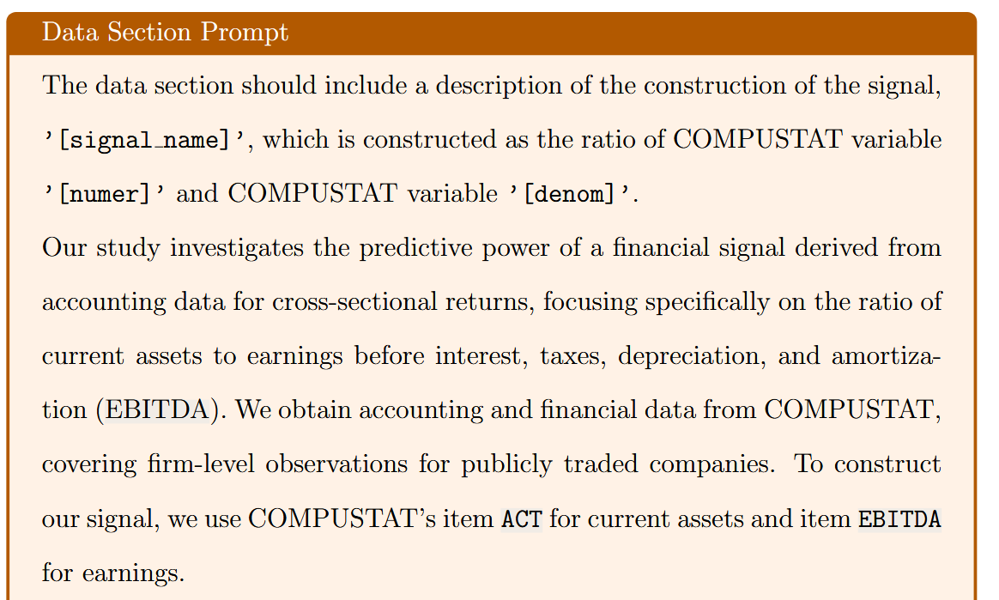 Data Section Prompt
The data section should include a description of the construction of the signal,
’[signal_name]’, which is constructed as the ratio of COMPUSTAT variable
’[numer]’ and COMPUSTAT variable ’[denom]’.
Our study investigates the predictive power of a financial signal derived from
accounting data for cross-sectional returns, focusing specifically on the ratio of
current assets to earnings before interest, taxes, depreciation, and amortiza-
tion (EBITDA). We obtain accounting and financial data from COMPUSTAT,
covering firm-level observations for publicly traded companies. To construct
our signal, we use COMPUSTAT’s item ACT for current assets and item EBITDA
for earnings.